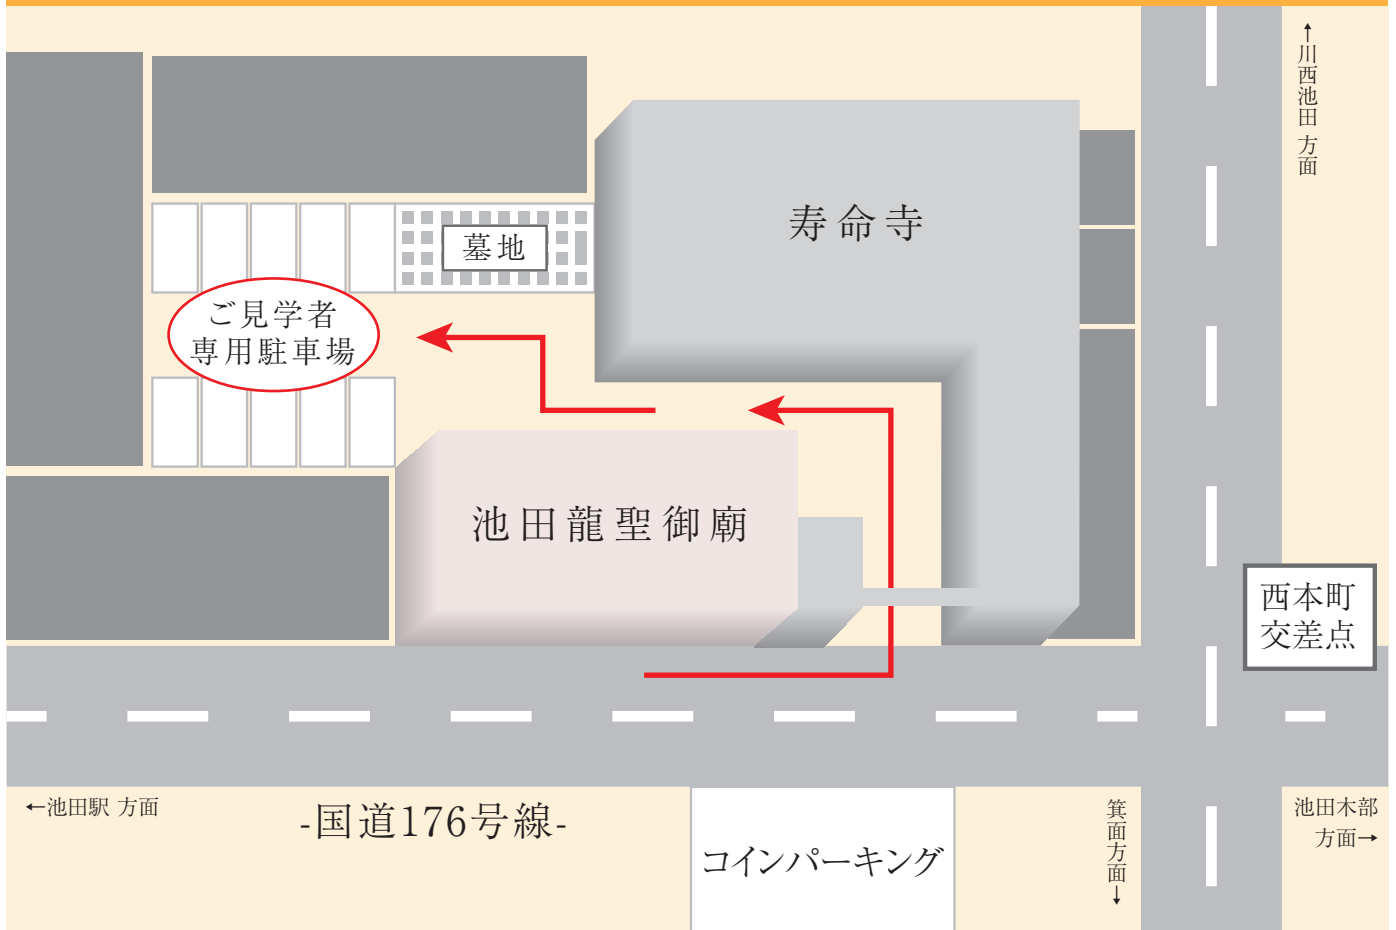 ↑川西池田 方面
寿命寺
墓地
ご見学者
専用駐車場
池田龍聖御廟
西本町
交差点
←池田駅 方面
-国道176号線-
コインパーキング
箕面方面→
池田木部
方面→